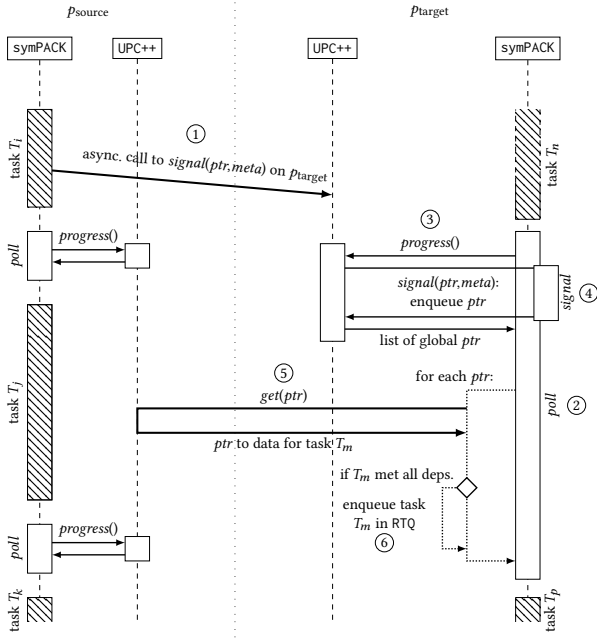 p_source
p_target
symPACK
UPC++
UPC++
symPACK
①
task T_i
async. call to signal(ptr,meta) on p_target
task T_n
③
progress()
progress()
poll
signal(ptr,meta):
enqueue ptr
signal
④
list of global ptr
⑤
for each ptr:
get(ptr)
task T_j
poll
②
ptr to data for task T_m
if T_m met all deps.
enqueue task
T_m in RTQ
⑥
progress()
poll
task T_k
task T_p